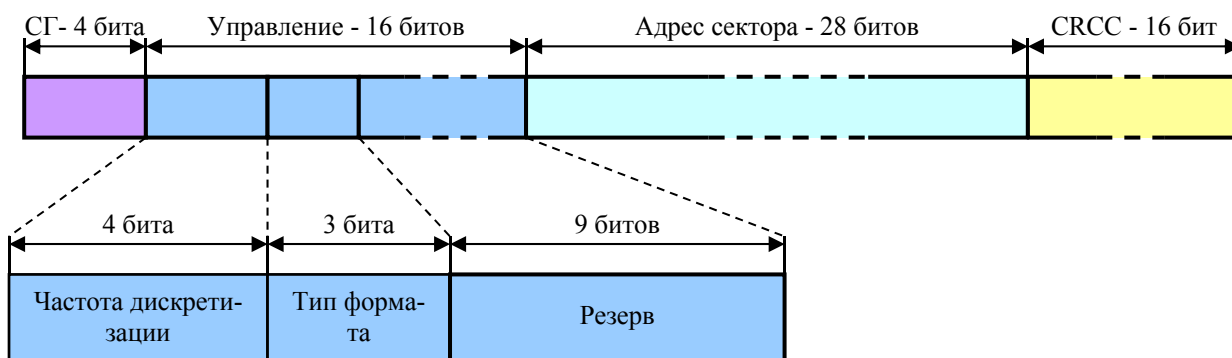 СГ- 4 бита Управление - 16 битов Адрес сектора - 28 битов CRCC - 16 бит
4 бита 3 бита 9 битов
Частота дискрети-
зации
Тип форма-
та
Резерв